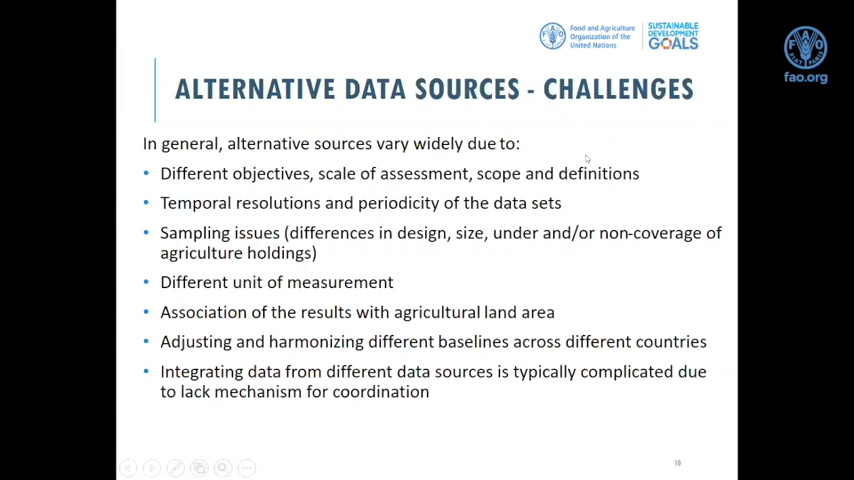 Food and Agriculture
Organization of the
United Nations
SUSTAINABLE
DEVELOPMENT
GOALS
FAO
FIAT PANIS
fao.org
ALTERNATIVE DATA SOURCES - CHALLENGES
In general, alternative sources vary widely due to:
• Different objectives, scale of assessment, scope and definitions
• Temporal resolutions and periodicity of the data sets
• Sampling issues (differences in design, size, under and/or non-coverage of
agriculture holdings)
• Different unit of measurement
• Association of the results with agricultural land area
• Adjusting and harmonizing different baselines across different countries
• Integrating data from different data sources is typically complicated due
to lack mechanism for coordination
10